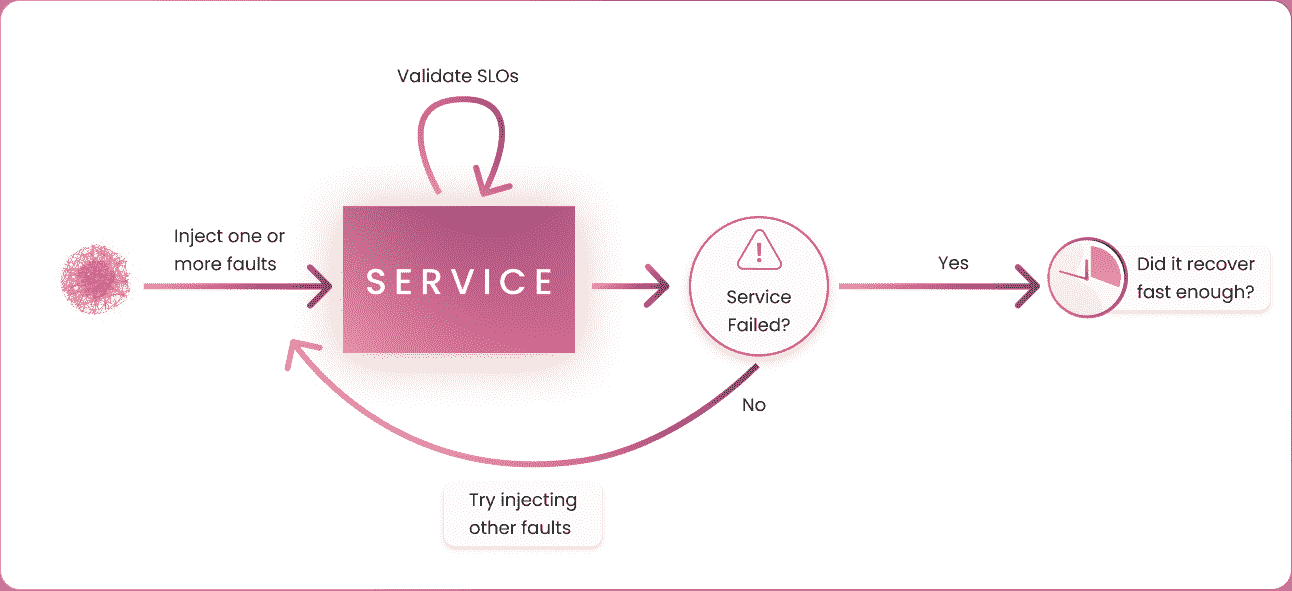 Validate SLOs
Inject one or
more faults
SERVICE
Service
Failed?
Yes
Did it recover
fast enough?
No
Try injecting
other faults